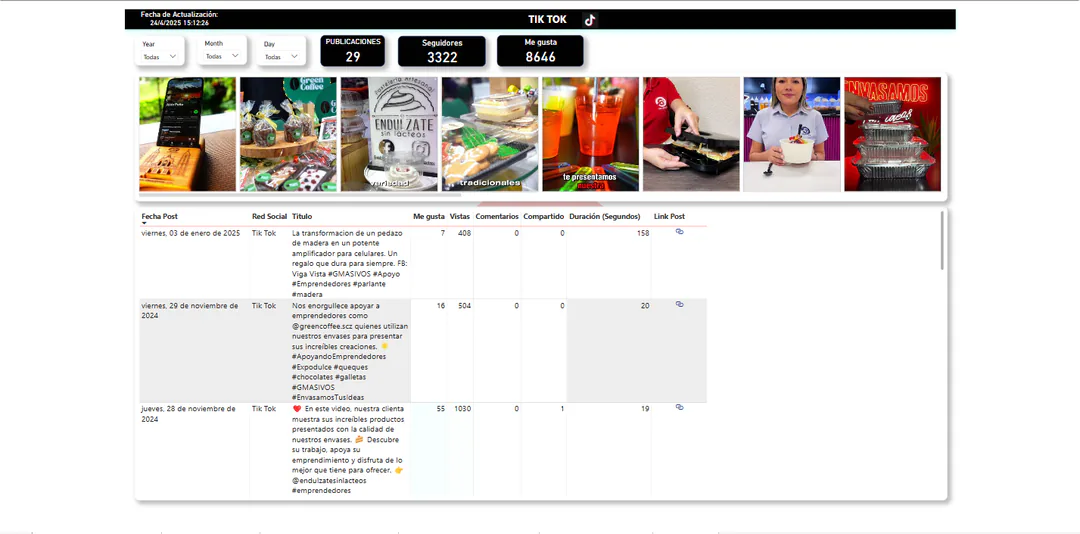 Fecha de Actualización:
24/4/2025 15:12:26
TIK TOK
Year
Todas
Month
Todas
Day
Todas
PUBLICACIONES
29
Seguidores
3322
Me gusta
8646
Green
Coffee
ENDULZATE
sin lácteos
variedad
tradicionales
te presentamos
ENVASAMOS
Fecha Post Red Social Título Me gusta Vistas Comentarios Compartido Duración (Segundos) Link Post
viernes, 03 de enero de 2025 Tik Tok La transformacion de un pedazo 7 408 0 0 158
de madera en un potente
amplificador para celulares. Un
regalo que dura para siempre. FB:
Viga Vista #GMASIVOS #Apoyo
#Emprendedores #parlante
#madera
viernes, 29 de noviembre de Tik Tok Nos enorgullece apoyar a 16 504 0 0 20
2024 emprendedores como
@greencoffee.scz quienes utilizan
nuestros envases para presentar
sus increíbles creaciones. ☀️
#ApoyandoEmprendedores
#Expodulce #queques
#chocolates #galletas
#GMASIVOS
#EnvasamosTusIdeas
jueves, 28 de noviembre de Tik Tok ❤️ En este video, nuestra clienta 55 1030 0 1 19
2024 muestra sus increíbles productos
presentados con la calidad de
nuestros envases. 🍰 Descubre
su trabajo, apoya su
emprendimiento y disfruta de lo
mejor que tiene para ofrecer. 👉
@endulzatesinlacteos
#emprendedores